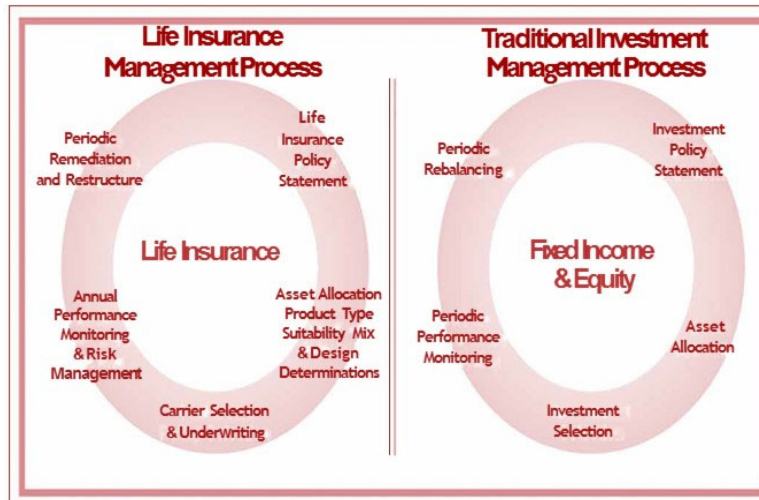 Life Insurance
Management Process
Life
Insurance
Policy
Statement
Asset Allocation
Product Type
Suitability Mix
& Design
Determinations
Carrier Selection
& Underwriting
Annual
Performance
Monitoring
& Risk
Management
Periodic
Remediation
and Restructure
Life Insurance
Traditional Investment
Management Process
Investment
Policy
Statement
Asset
Allocation
Investment
Selection
Periodic
Performance
Monitoring
Periodic
Rebalancing
Fixed Income
& Equity